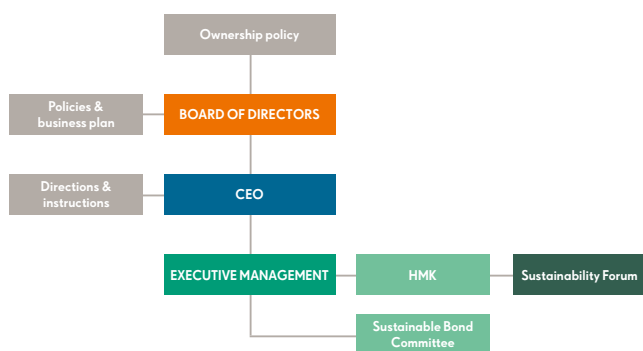 Ownership policy
Policies &
business plan
BOARD OF DIRECTORS
Directions &
instructions
CEO
EXECUTIVE MANAGEMENT
HMK
Sustainability Forum
Sustainable Bond
Committee